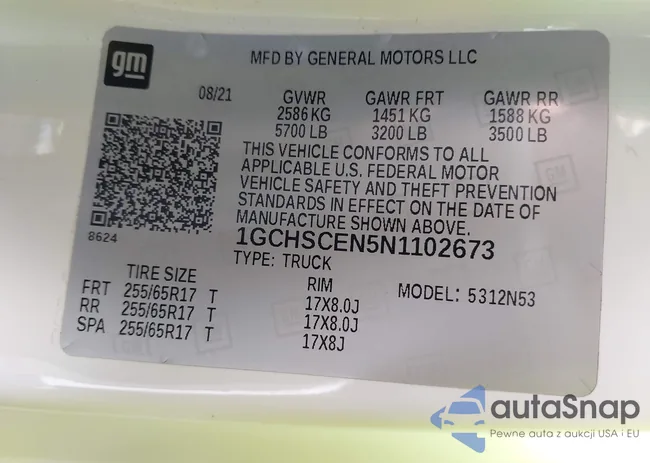 gm
MFD BY GENERAL MOTORS LLC
08/21 GVWR GAWR FRT GAWR RR
2586 KG 1451 KG 1588 KG
5700 LB 3200 LB 3500 LB
THIS VEHICLE CONFORMS TO ALL
APPLICABLE U.S. FEDERAL MOTOR
VEHICLE SAFETY AND THEFT PREVENTION
STANDARDS IN EFFECT ON THE DATE OF
MANUFACTURE SHOWN ABOVE.
8624
1GCHSCEN5N1102673
TYPE: TRUCK
TIRE SIZE RIM MODEL: 5312N53
FRT 255/65R17 T 17X8.0J
RR 255/65R17 T 17X8.0J
SPA 255/65R17 T 17X8J
autaSnap
Pewne auta z aukcji USA i EU